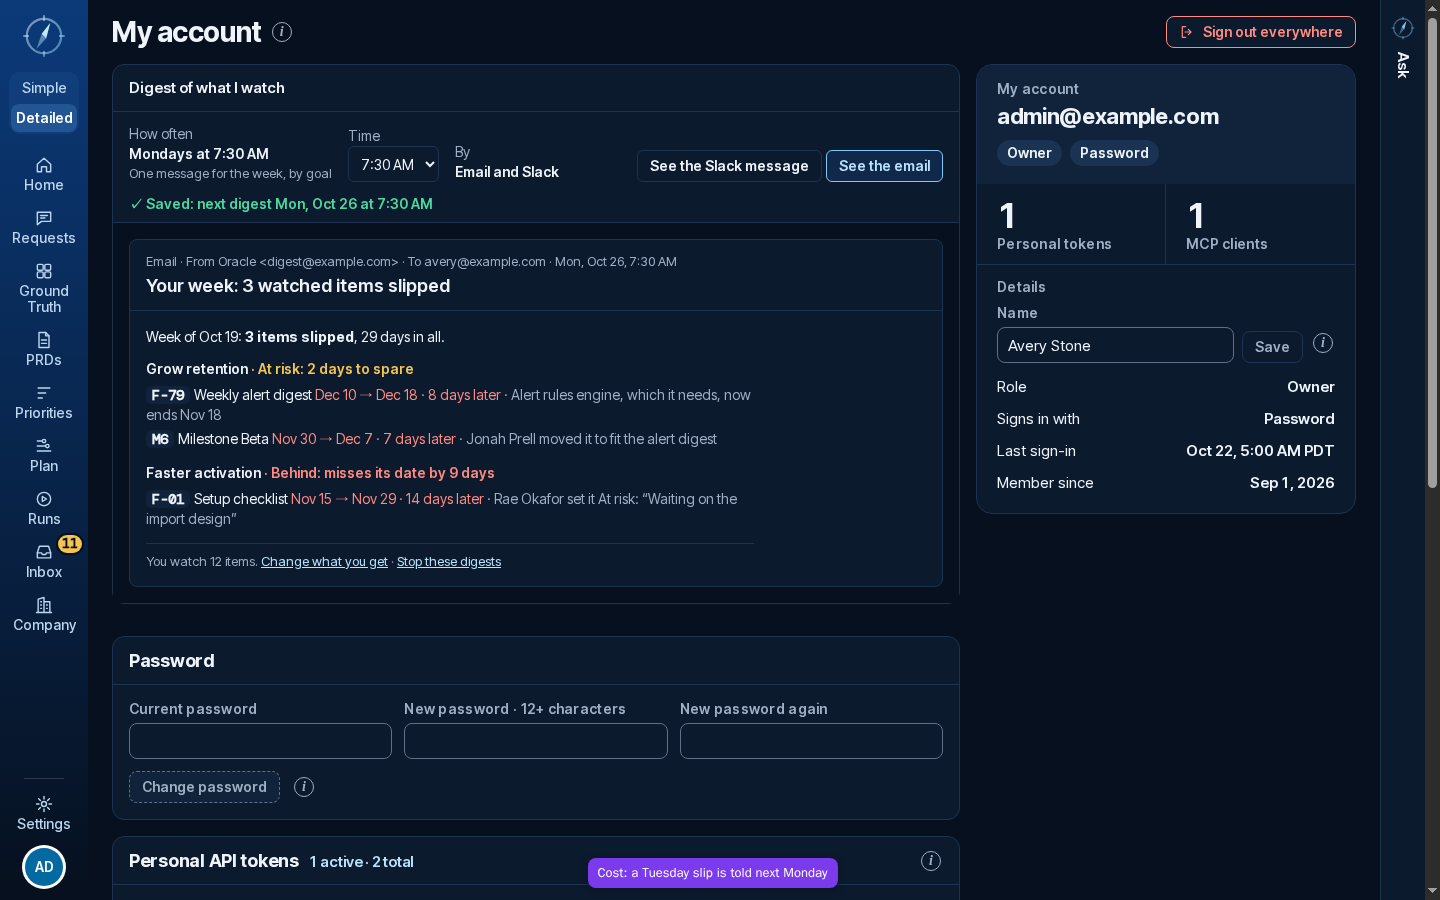 My account i
Sign out everywhere
Ask
Simple
Detailed
Home
Requests
Ground
Truth
PRDs
Priorities
Plan
Runs
11
Inbox
Company
Settings
AD
Digest of what I watch
How often
Mondays at 7:30 AM
One message for the week, by goal
Time
7:30 AM
By
Email and Slack
See the Slack message
See the email
✓ Saved: next digest Mon, Oct 26 at 7:30 AM
Email · From Oracle <digest@example.com> · To avery@example.com · Mon, Oct 26, 7:30 AM
Your week: 3 watched items slipped
Week of Oct 19: 3 items slipped, 29 days in all.
Grow retention · At risk: 2 days to spare
F-79 Weekly alert digest Dec 10 → Dec 18 · 8 days later · Alert rules engine, which it needs, now
ends Nov 18
M6 Milestone Beta Nov 30 → Dec 7 · 7 days later · Jonah Prell moved it to fit the alert digest
Faster activation · Behind: misses its date by 9 days
F-01 Setup checklist Nov 15 → Nov 29 · 14 days later · Rae Okafor set it At risk: “Waiting on the
import design”
You watch 12 items. Change what you get · Stop these digests
Password
Current password
New password · 12+ characters
New password again
Change password i
Personal API tokens 1 active · 2 total i
Cost: a Tuesday slip is told next Monday
My account
admin@example.com
Owner
Password
1
Personal tokens
1
MCP clients
Details
Name
Avery Stone
Save
i
Role Owner
Signs in with Password
Last sign-in Oct 22, 5:00 AM PDT
Member since Sep 1, 2026